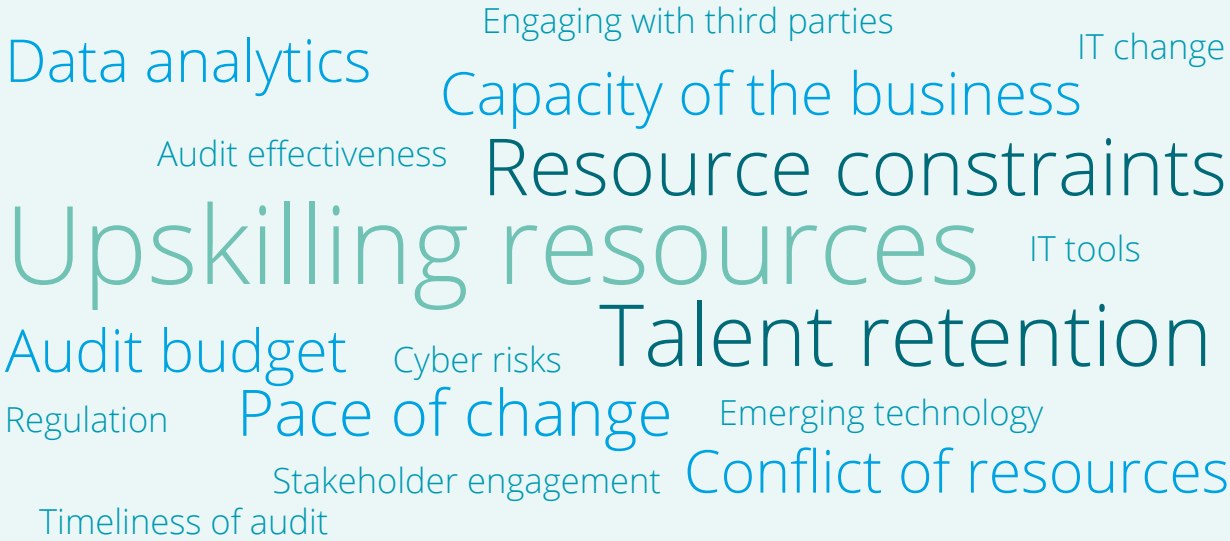 Engaging with third parties
Data analytics
IT change
Capacity of the business
Audit effectiveness
Resource constraints
Upskilling resources
IT tools
Talent retention
Audit budget
Cyber risks
Regulation
Pace of change
Emerging technology
Stakeholder engagement
Conflict of resources
Timeliness of audit